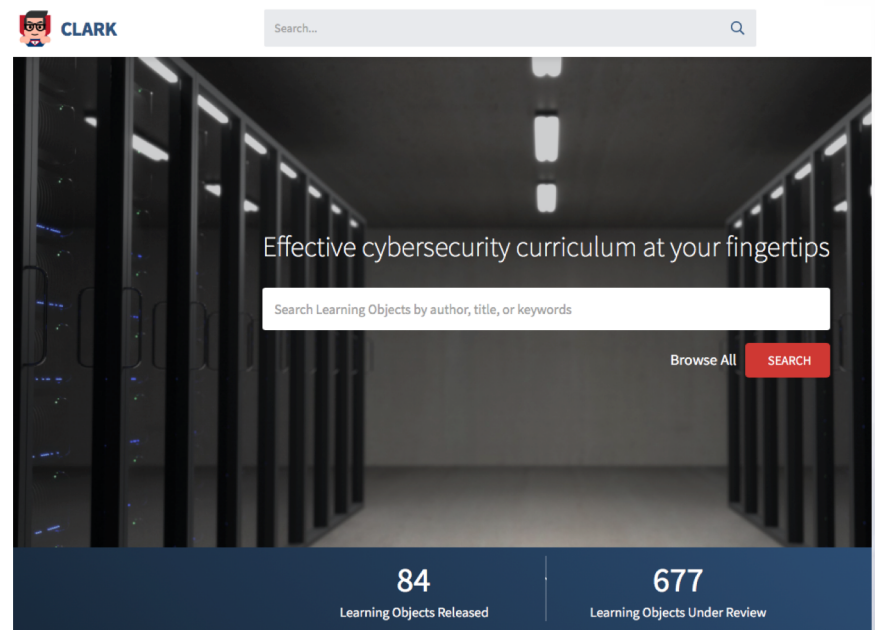 CLARK
Search...
Effective cybersecurity curriculum at your fingertips
Search Learning Objects by author, title, or keywords
Browse All
SEARCH
84
Learning Objects Released
677
Learning Objects Under Review